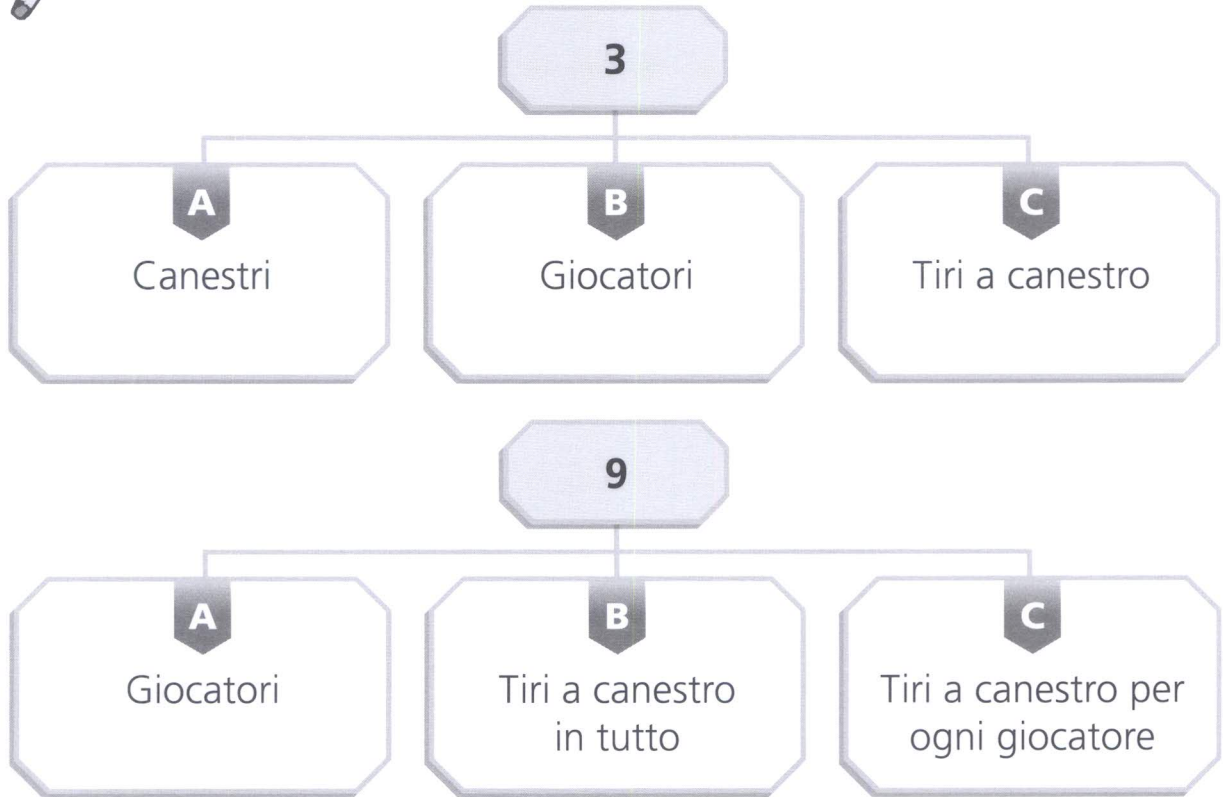 3
A
B
C
Canestri
Giocatori
Tiri a canestro
9
A
B
C
Giocatori
Tiri a canestro
in tutto
Tiri a canestro per
ogni giocatore